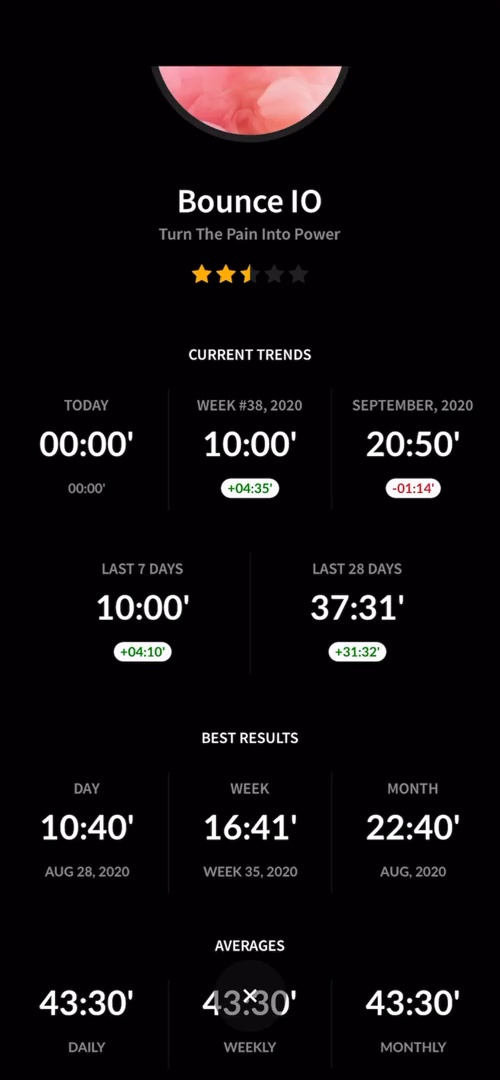 Bounce IO
Turn The Pain Into Power
CURRENT TRENDS
TODAY WEEK #38, 2020 SEPTEMBER, 2020
00:00' 10:00' 20:50'
00:00' +04:35' -01:14'
LAST 7 DAYS LAST 28 DAYS
10:00' 37:31'
+04:10' +31:32'
BEST RESULTS
DAY WEEK MONTH
10:40' 16:41' 22:40'
AUG 28, 2020 WEEK 35, 2020 AUG, 2020
AVERAGES
43:30' 43:30' 43:30'
DAILY WEEKLY MONTHLY